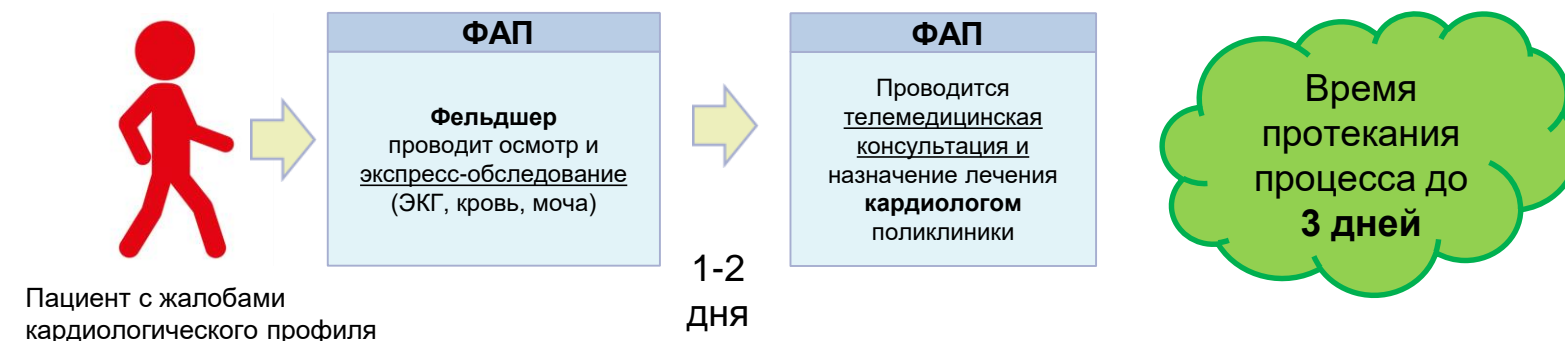 ФАП
Фельдшер
проводит осмотр и
экспресс-обследование
(ЭКГ, кровь, моча)
Пациент с жалобами
кардиологического профиля
1-2
дня
ФАП
Проводится
телемедицинская
консультация и
назначение лечения
кардиологом
поликлиники
Время
протекания
процесса до
3 дней